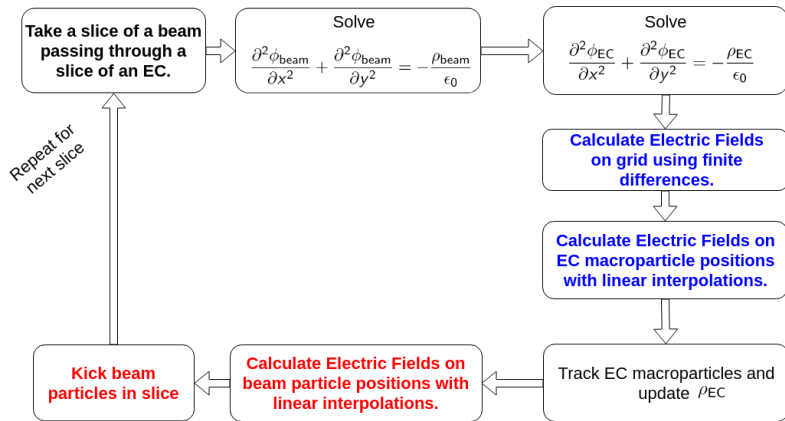 Take a slice of a beam
passing through a
slice of an EC.
Solve
∂²ϕ_beam/∂x² + ∂²ϕ_beam/∂y² = −ρ_beam/ϵ₀
Solve
∂²ϕ_EC/∂x² + ∂²ϕ_EC/∂y² = −ρ_EC/ϵ₀
Calculate Electric Fields
on grid using finite
differences.
Calculate Electric Fields on
EC macroparticle positions
with linear interpolations.
Track EC macroparticles and
update ρ_EC
Calculate Electric Fields on
beam particle positions with
linear interpolations.
Kick beam
particles in slice
Repeat for
next slice